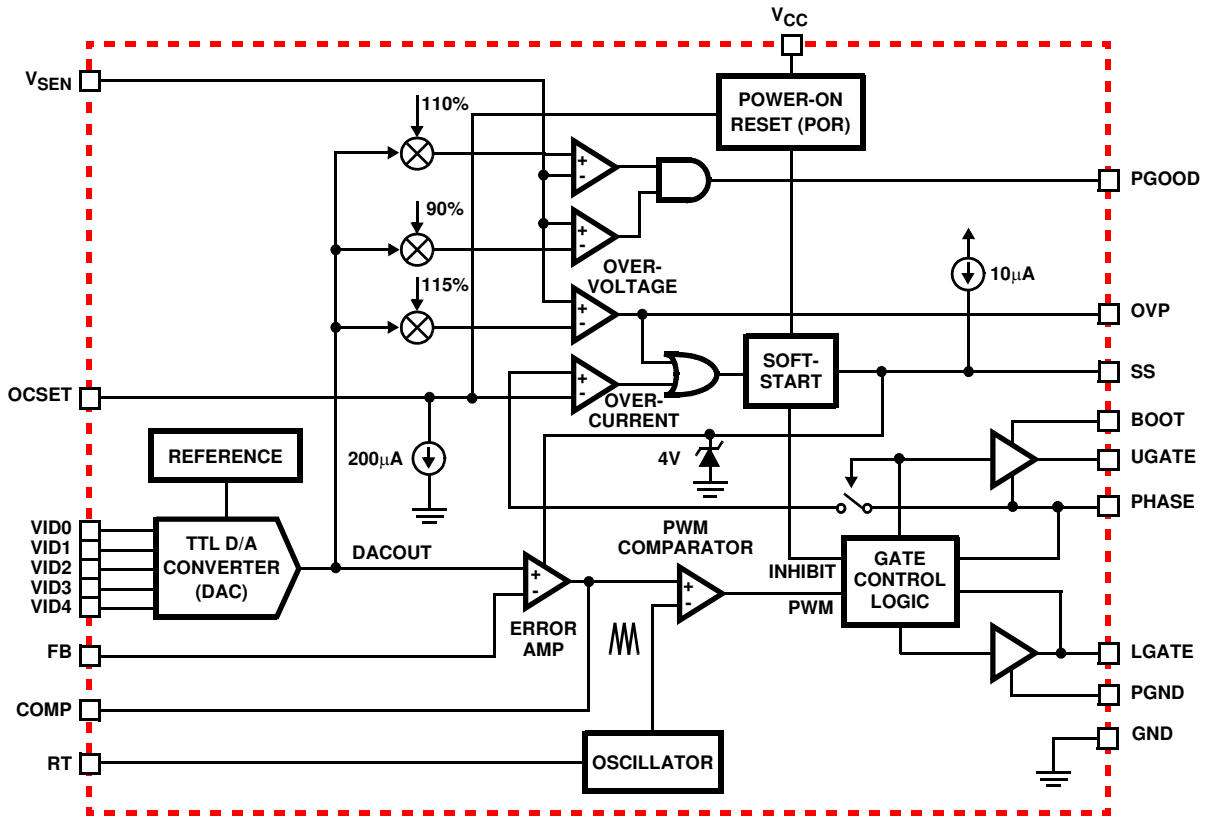 VCC
VSEN
110%
POWER-ON
RESET (POR)
+
-
PGOOD
90%
+
-
OVER-
VOLTAGE
10µA
115%
+
-
OVP
SOFT-
START
SS
OCSET
+
-
OVER-
CURRENT
BOOT
REFERENCE
200µA
4V
UGATE
PHASE
VID0
VID1
VID2
VID3
VID4
TTL D/A
CONVERTER
(DAC)
DACOUT
PWM
COMPARATOR
+
-
+
-
INHIBIT
PWM
GATE
CONTROL
LOGIC
ERROR
AMP
FB
LGATE
COMP
PGND
GND
RT
OSCILLATOR